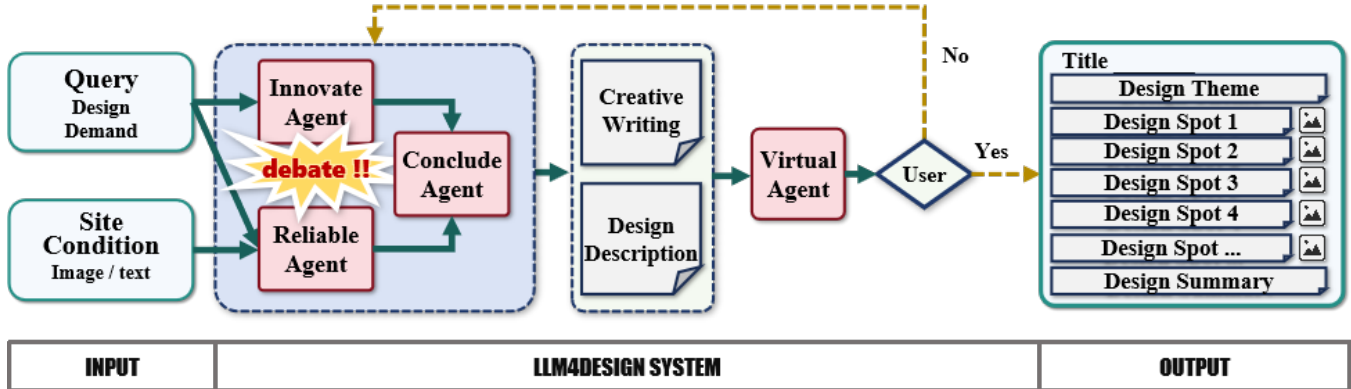 Query
Design
Demand
Site
Condition
Image / text
Innovate
Agent
debate !!
Reliable
Agent
Conclude
Agent
Creative
Writing
Design
Description
Virtual
Agent
User
No
Yes
Title
Design Theme
Design Spot 1
Design Spot 2
Design Spot 3
Design Spot 4
Design Spot ...
Design Summary
INPUT
LLM4DESIGN SYSTEM
OUTPUT